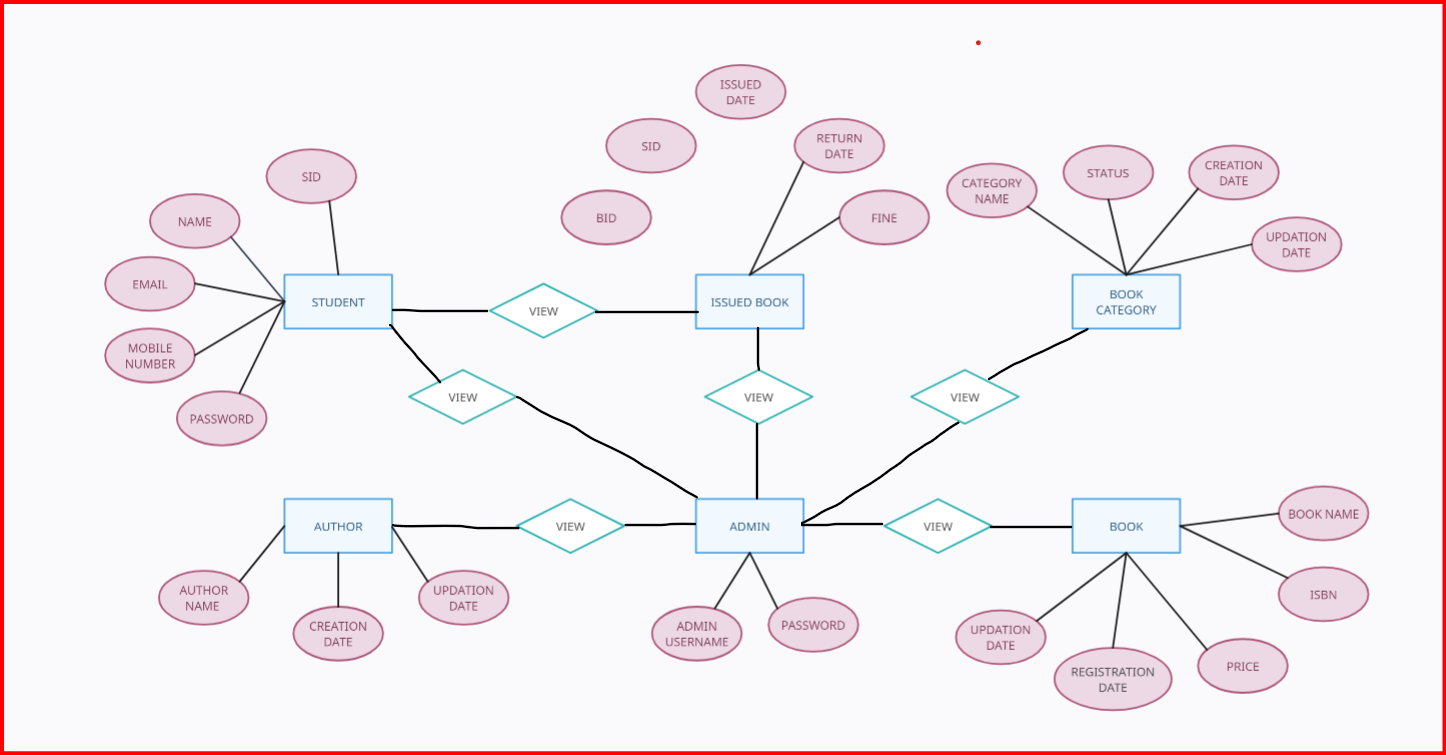 ISSUED
DATE
SID
RETURN
DATE
SID
CATEGORY
NAME
STATUS
CREATION
DATE
NAME
BID
FINE
UPDATION
DATE
EMAIL
STUDENT
VIEW
ISSUED BOOK
BOOK
CATEGORY
MOBILE
NUMBER
PASSWORD
VIEW
VIEW
VIEW
AUTHOR
VIEW
ADMIN
VIEW
BOOK
BOOK NAME
AUTHOR
NAME
UPDATION
DATE
ISBN
CREATION
DATE
ADMIN
USERNAME
PASSWORD
UPDATION
DATE
REGISTRATION
DATE
PRICE